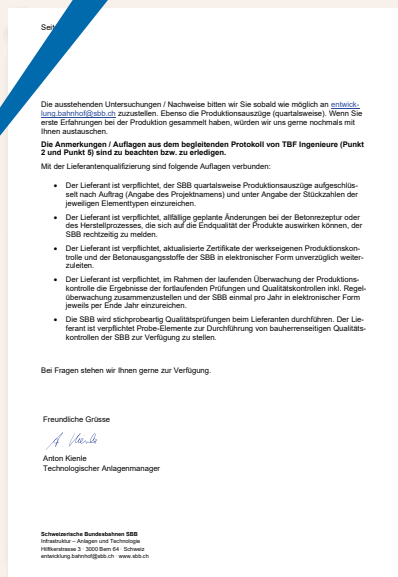 Seit
Die ausstehenden Untersuchungen / Nachweise bitten wir Sie sobald wie möglich an entwick-
lung.bahnhof@sbb.ch zuzustellen. Ebenso die Produktionsauszüge (quartalsweise). Wenn Sie
erste Erfahrungen bei der Produktion gesammelt haben, würden wir uns gerne nochmals mit
Ihnen austauschen.
Die Anmerkungen / Auflagen aus dem begleitenden Protokoll von TBF Ingenieure (Punkt
2 und Punkt 5) sind zu beachten bzw. zu erledigen.
Mit der Lieferantenqualifizierung sind folgende Auflagen verbunden:
• Der Lieferant ist verpflichtet, der SBB quartalsweise Produktionsauszüge aufgeschlüs-
selt nach Auftrag (Angabe des Projektnamens) und unter Angabe der Stückzahlen der
jeweiligen Elementtypen einzureichen.
• Der Lieferant ist verpflichtet, allfällige geplante Änderungen bei der Betonrezeptur oder
des Herstellprozesses, die sich auf die Endqualität der Produkte auswirken können, der
SBB rechtzeitig zu melden.
• Der Lieferant ist verpflichtet, aktualisierte Zertifikate der werkseigenen Produktionskon-
trolle und der Betonausgangsstoffe der SBB in elektronischer Form unverzüglich weiter-
zuleiten.
• Der Lieferant ist verpflichtet, im Rahmen der laufenden Überwachung der Produktions-
kontrolle die Ergebnisse der fortlaufenden Prüfungen und Qualitätskontrollen inkl. Regel-
überwachung zusammenzustellen und der SBB einmal pro Jahr in elektronischer Form
jeweils per Ende Jahr einzureichen.
• Die SBB wird stichprobeartig Qualitätsprüfungen beim Lieferanten durchführen. Der Lie-
ferant ist verpflichtet Probe-Elemente zur Durchführung von bauherrenseitigen Qualitäts-
kontrollen der SBB zur Verfügung zu stellen.
Bei Fragen stehen wir Ihnen gerne zur Verfügung.
Freundliche Grüsse
A. Kienle
Anton Kienle
Technologischer Anlagenmanager
Schweizerische Bundesbahnen SBB
Infrastruktur – Anlagen und Technologie
Hilfikerstrasse 3 · 3000 Bern 64 · Schweiz
entwicklung.bahnhof@sbb.ch · www.sbb.ch